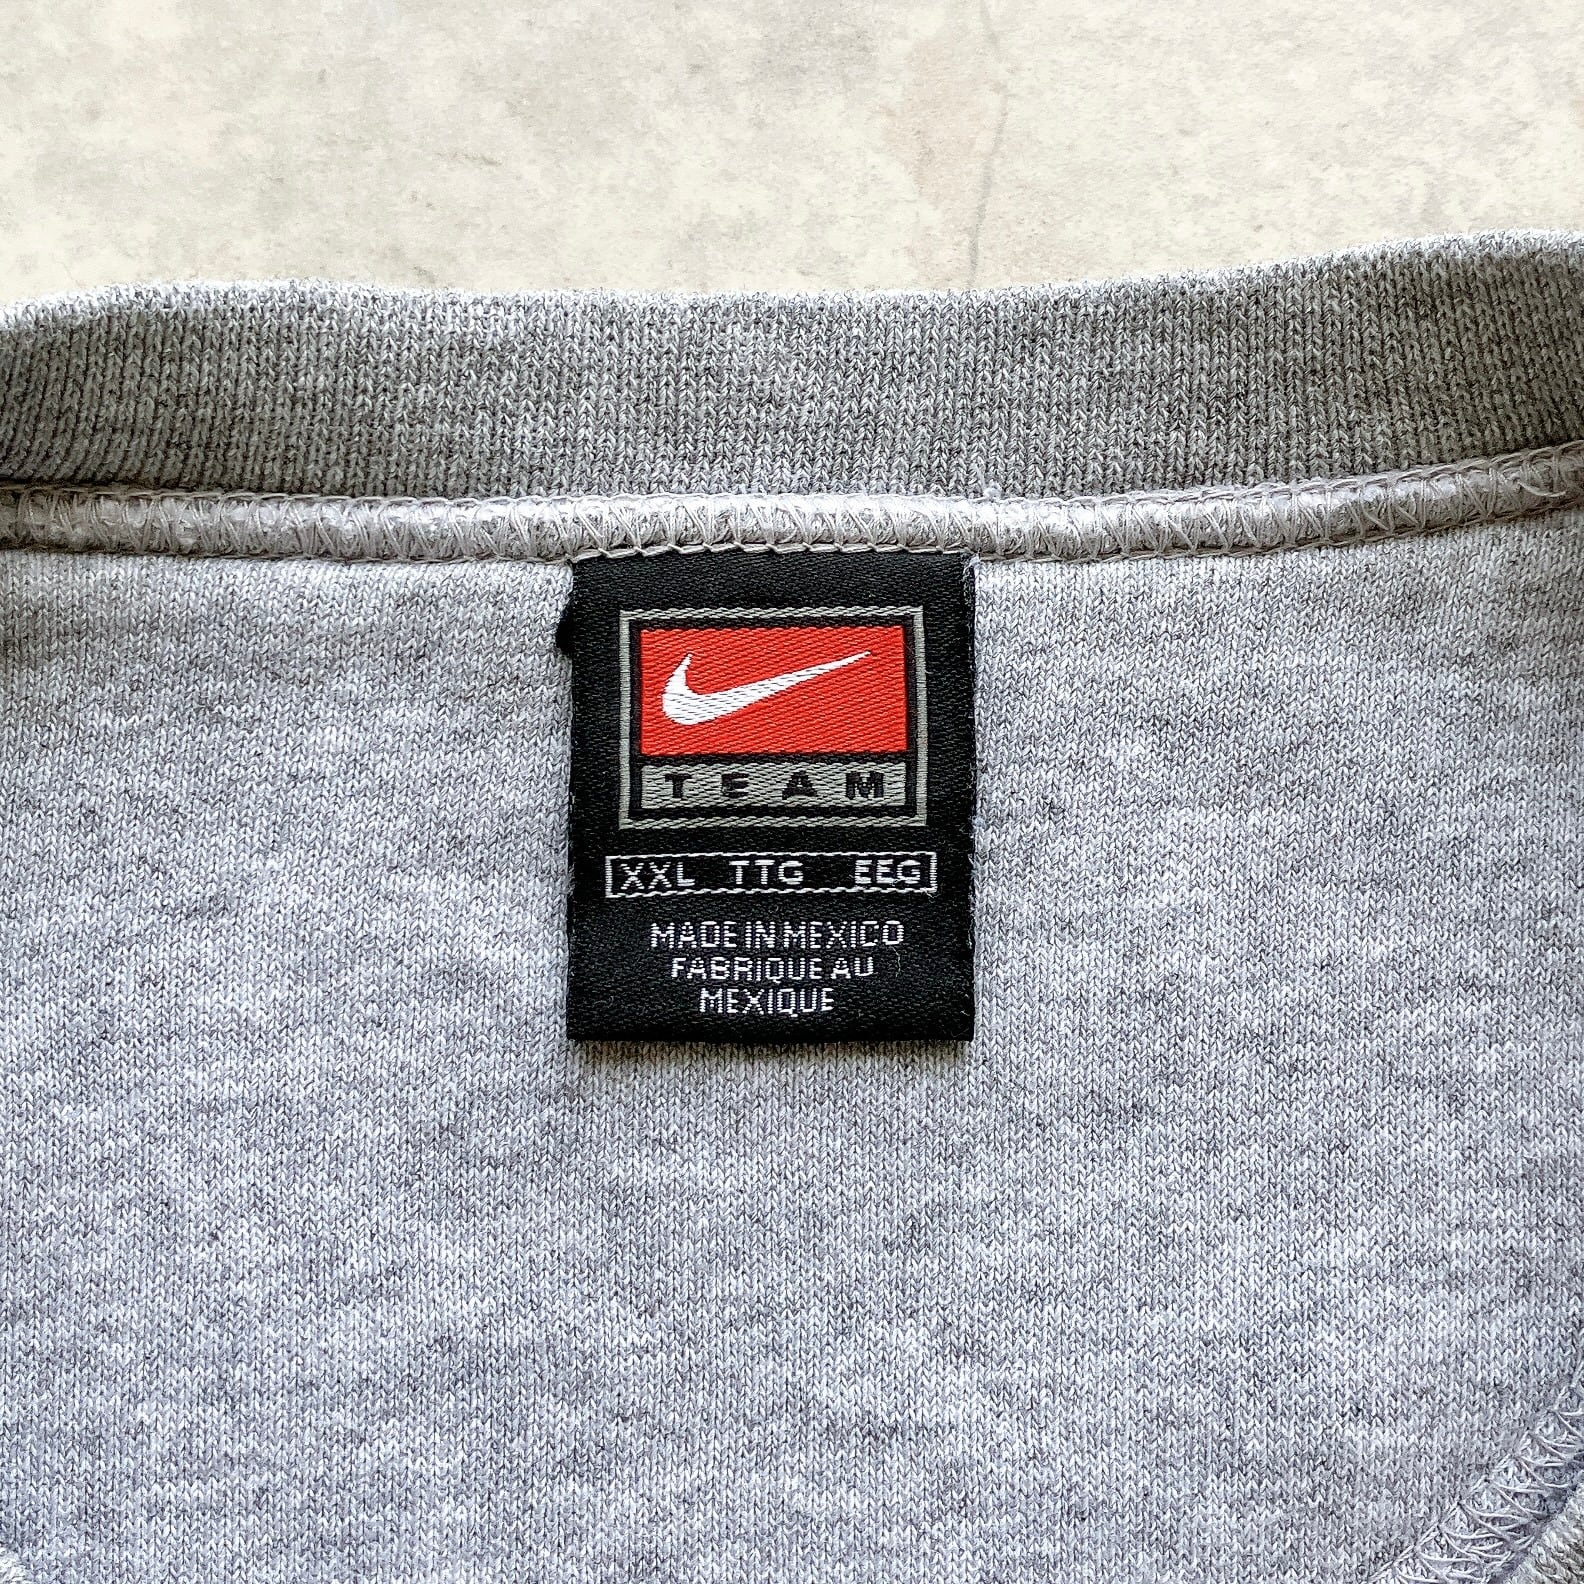 TEAM
XXL TTG EEG
MADE IN MEXICO
FABRIQUE AU
MEXIQUE